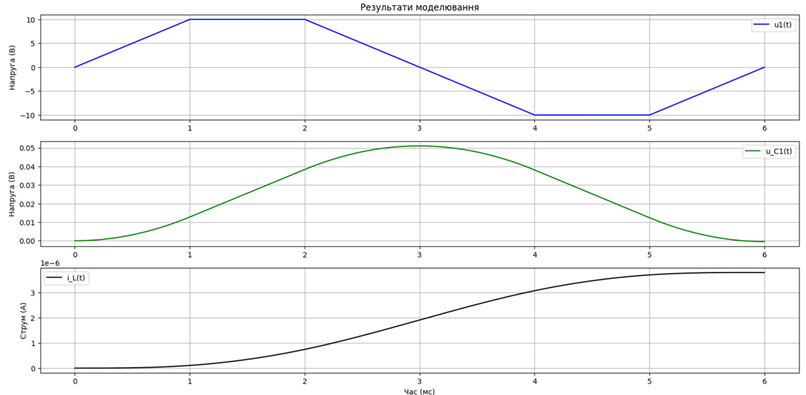 Результати моделювання
Напруга (В)
10
5
0
−5
−10
u1(t)
0 1 2 3 4 5 6
Напруга (В)
0.05
0.04
0.03
0.02
0.01
0.00
u_C1(t)
0 1 2 3 4 5 6
1e−6
Струм (А)
3
2
1
0
i_L(t)
0 1 2 3 4 5 6
Час (мс)